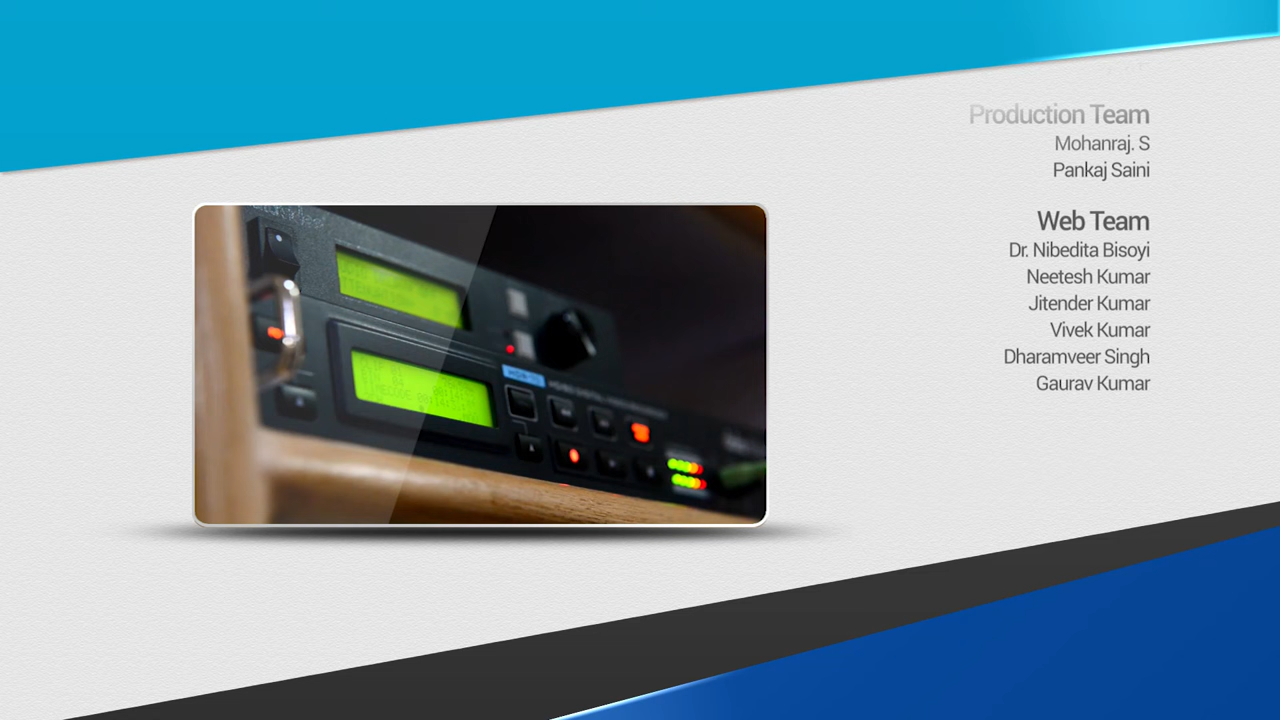 Production Team
Mohanraj. S
Pankaj Saini
Web Team
Dr. Nibedita Bisoyi
Neetesh Kumar
Jitender Kumar
Vivek Kumar
Dharamveer Singh
Gaurav Kumar